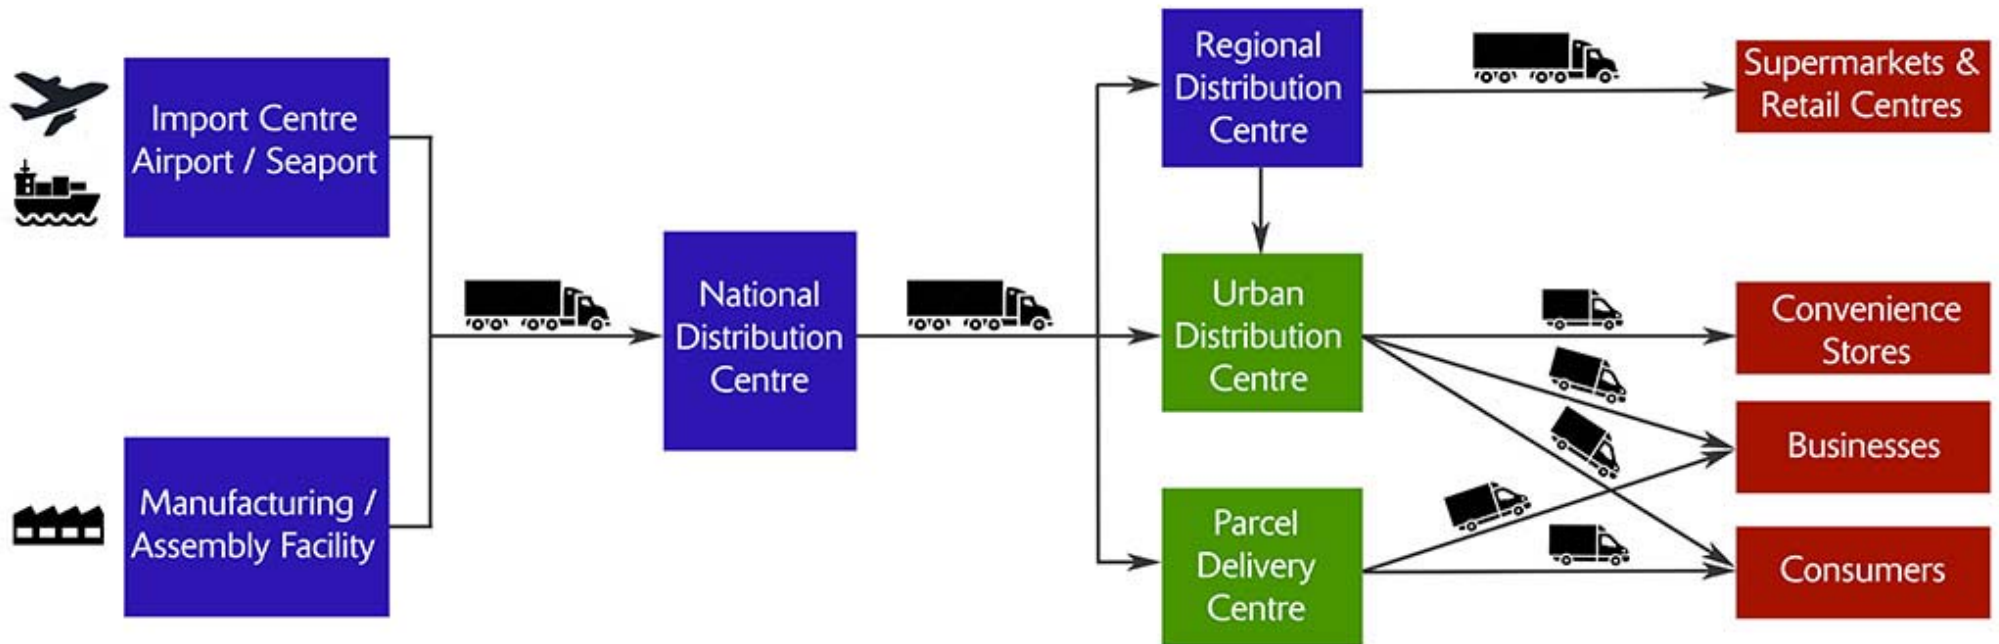 Import Centre
Airport / Seaport
Manufacturing /
Assembly Facility
National
Distribution
Centre
Regional
Distribution
Centre
Urban
Distribution
Centre
Parcel
Delivery
Centre
Supermarkets &
Retail Centres
Convenience
Stores
Businesses
Consumers